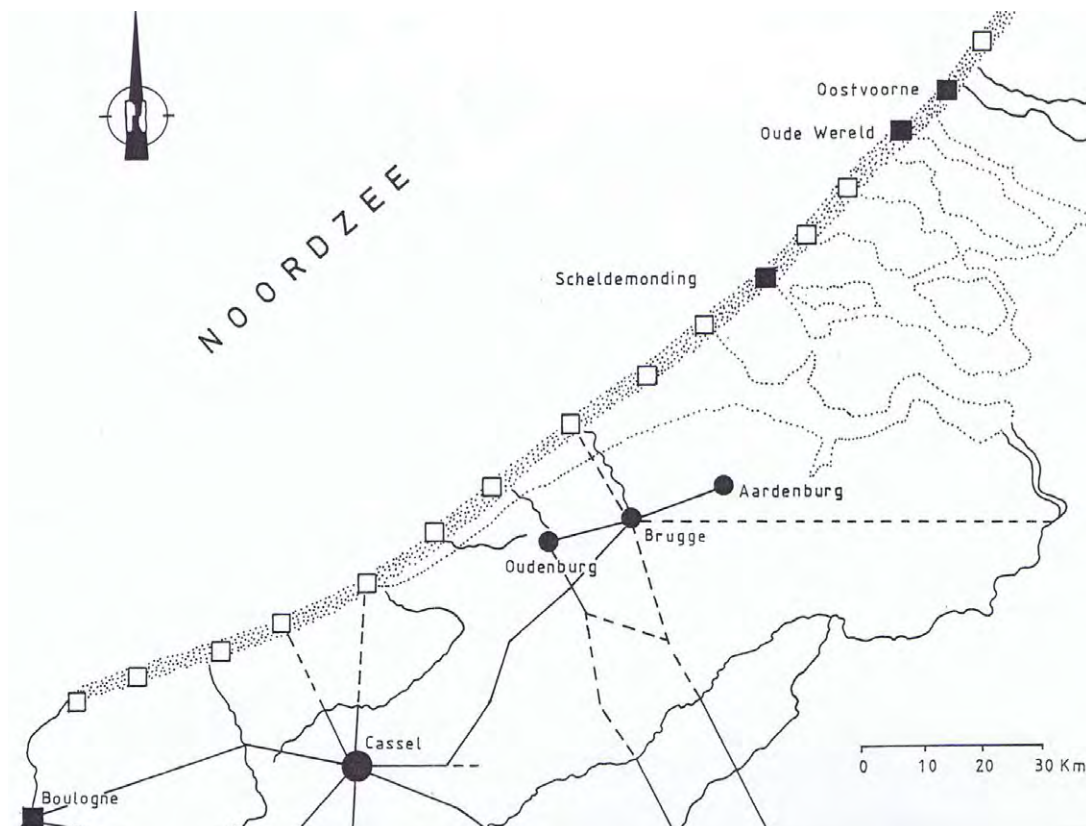 Oostvoorne
Oude Wereld
NOORDZEE
Scheldemonding
Aardenburg
Brugge
Oudenburg
Cassel
Boulogne
0 10 20 30 Km